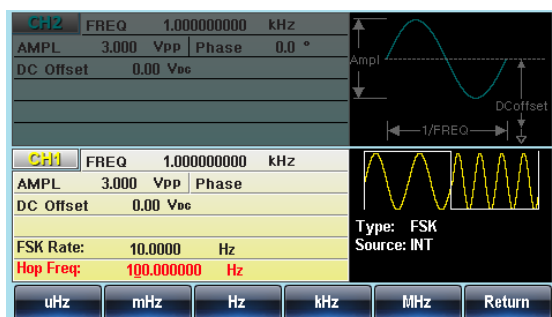 CH2 FREQ 1.000000000 kHz
AMPL 3.000 Vpp Phase 0.0 °
DC Offset 0.00 VDC
Ampl
DCoffset
1/FREQ
CH1 FREQ 1.000000000 kHz
AMPL 3.000 Vpp Phase
DC Offset 0.00 VDC
Type: FSK
Source: INT
FSK Rate: 10.0000 Hz
Hop Freq: 100.000000 Hz
uHz mHz Hz kHz MHz Return